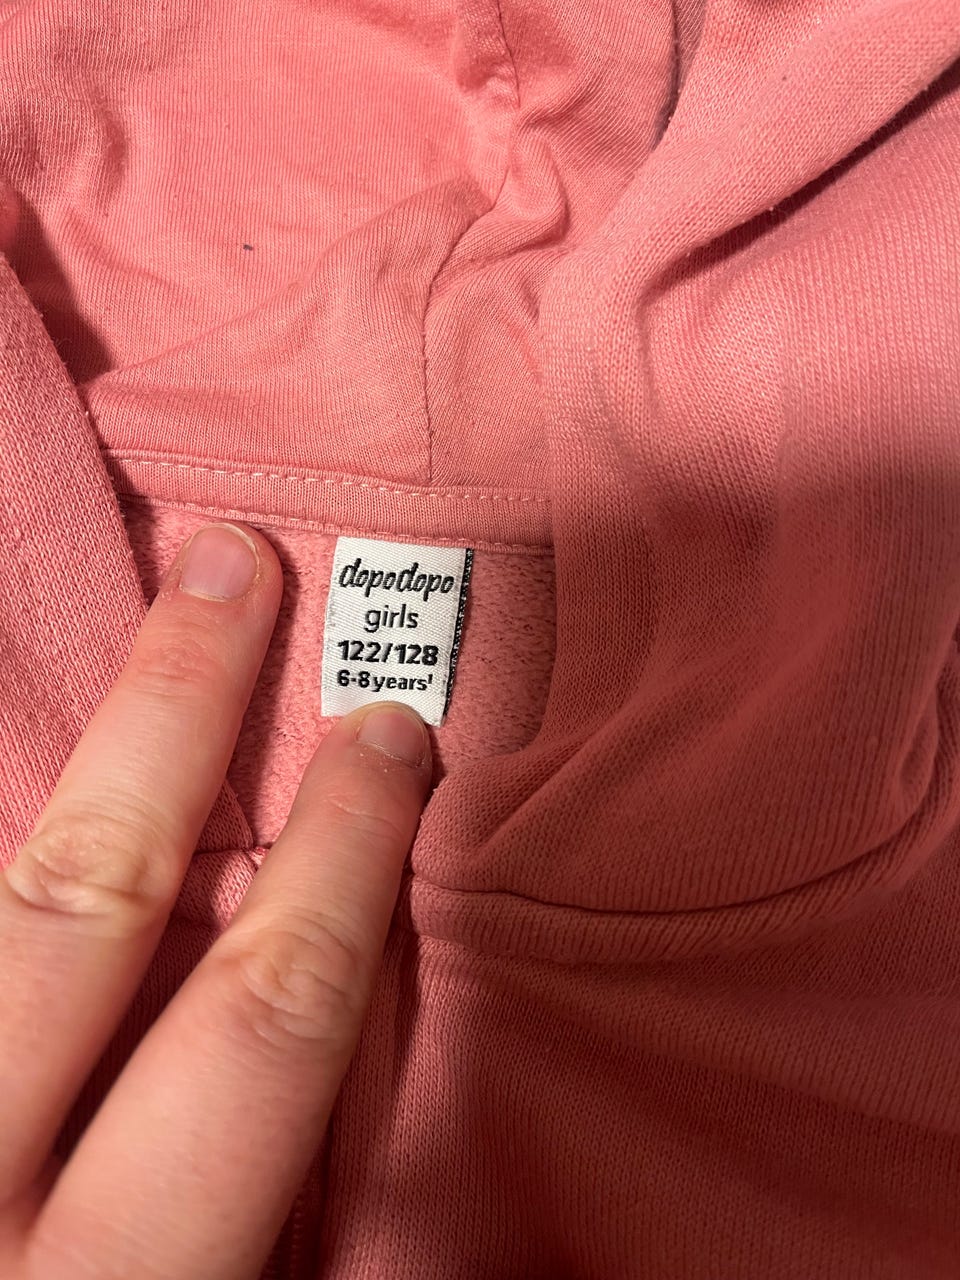 dopodopo
girls
122/128
6-8 years¹